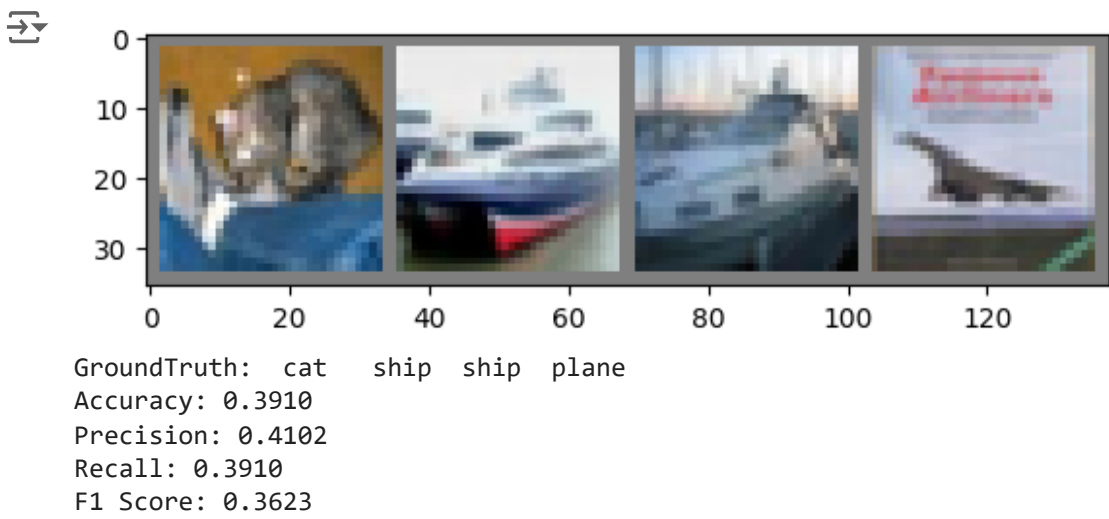 0
10
20
30
0 20 40 60 80 100 120
GroundTruth: cat ship ship plane
Accuracy: 0.3910
Precision: 0.4102
Recall: 0.3910
F1 Score: 0.3623